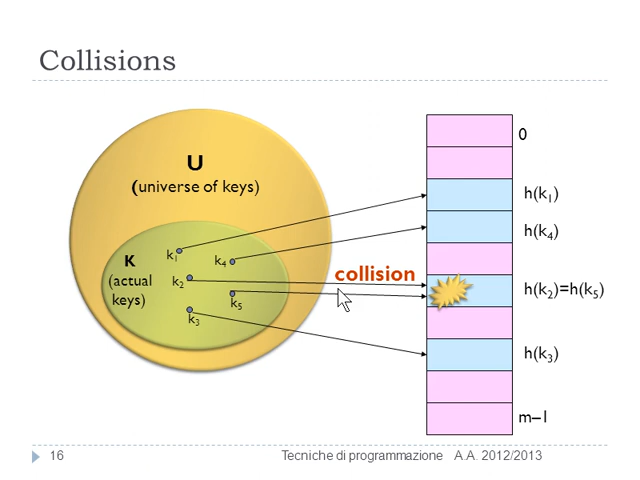 Collisions
U
(universe of keys)
K
(actual
keys)
k1
k4
k2
k5
k3
collision
0
h(k1)
h(k4)
h(k2)=h(k5)
h(k3)
m–1
16
Tecniche di programmazione A.A. 2012/2013